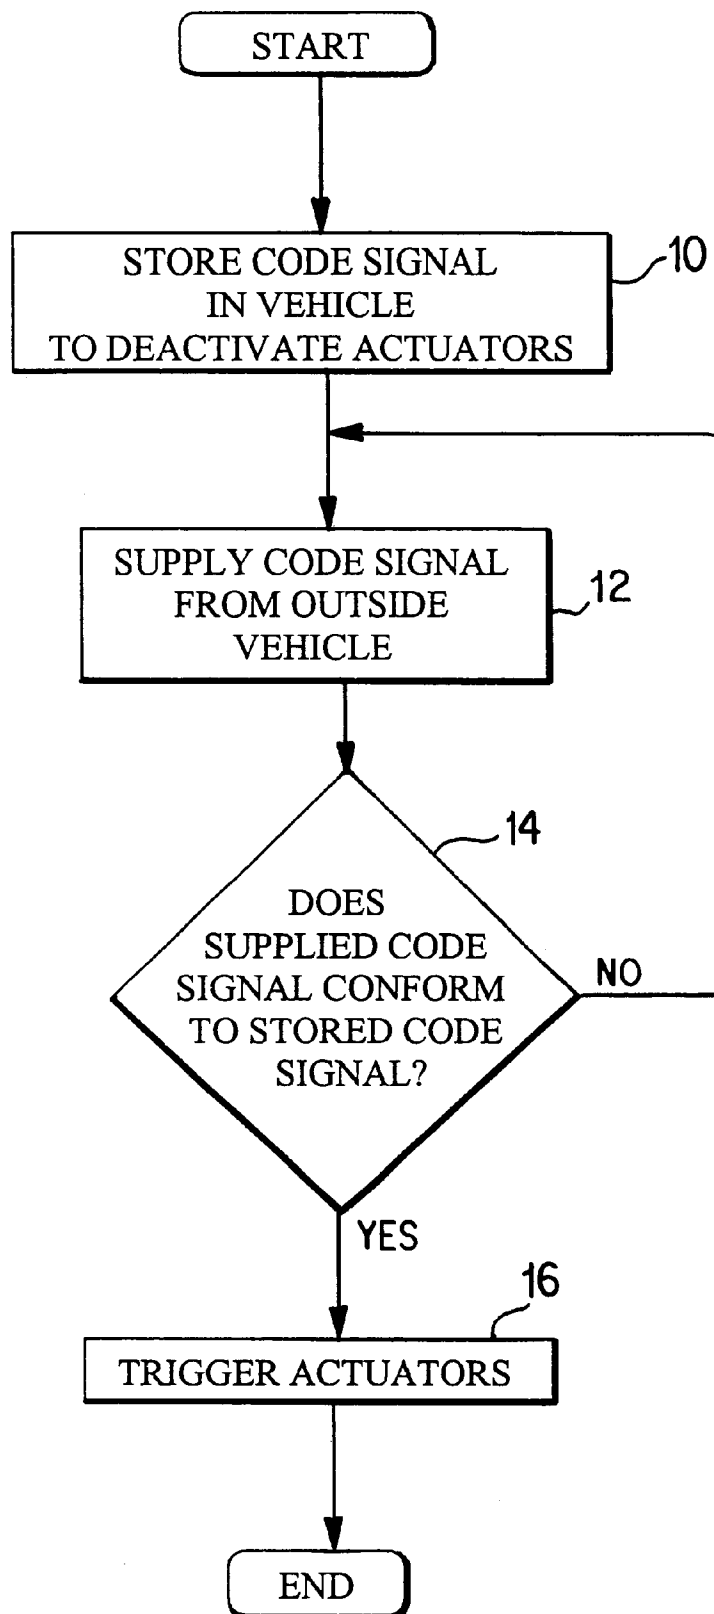 START
STORE CODE SIGNAL
IN VEHICLE
TO DEACTIVATE ACTUATORS
10
SUPPLY CODE SIGNAL
FROM OUTSIDE
VEHICLE
12
14
DOES
SUPPLIED CODE
SIGNAL CONFORM
TO STORED CODE
SIGNAL?
NO
YES
16
TRIGGER ACTUATORS
END